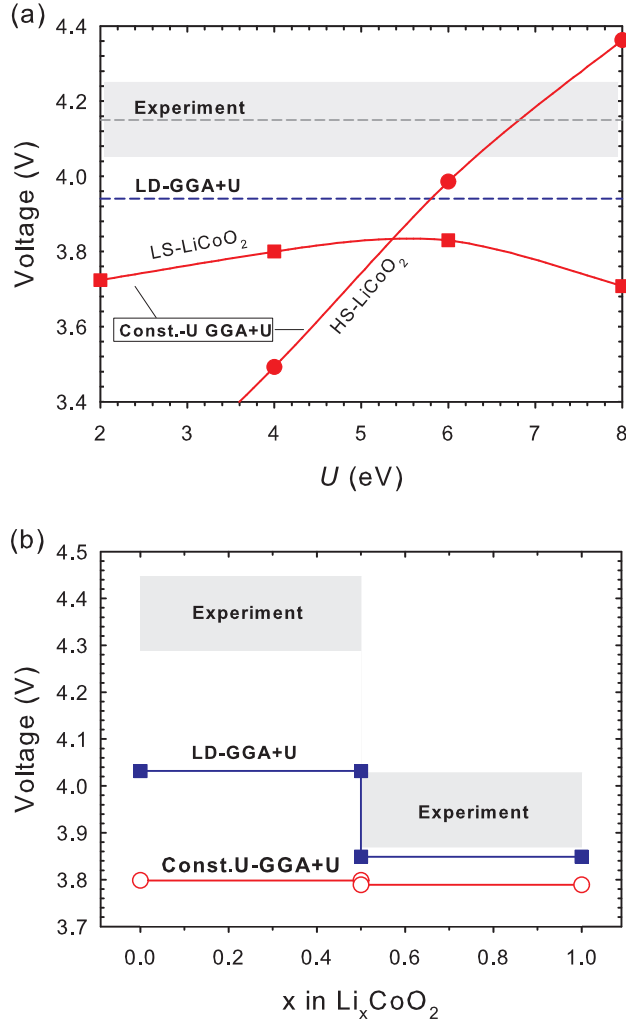 (a)
4.4
4.2
4.0
3.8
3.6
3.4
Voltage (V)
Experiment
LD-GGA+U
LS-LiCoO₂
HS-LiCoO₂
Const.-U GGA+U
2 3 4 5 6 7 8
U (eV)
(b)
4.5
4.4
4.3
4.2
4.1
4.0
3.9
3.8
3.7
Voltage (V)
Experiment
LD-GGA+U
Experiment
Const.U-GGA+U
0.0 0.2 0.4 0.6 0.8 1.0
x in LiₓCoO₂